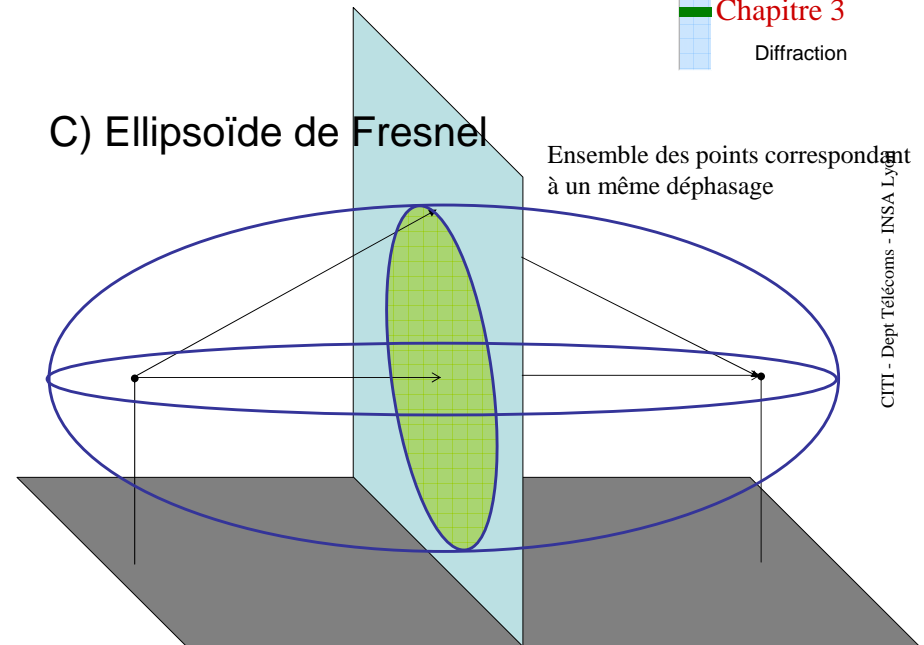 Chapitre 3
Diffraction
C) Ellipsoïde de Fresnel
Ensemble des points correspondant
à un même déphasage
CITI - Dept Télécoms - INSA Lyon